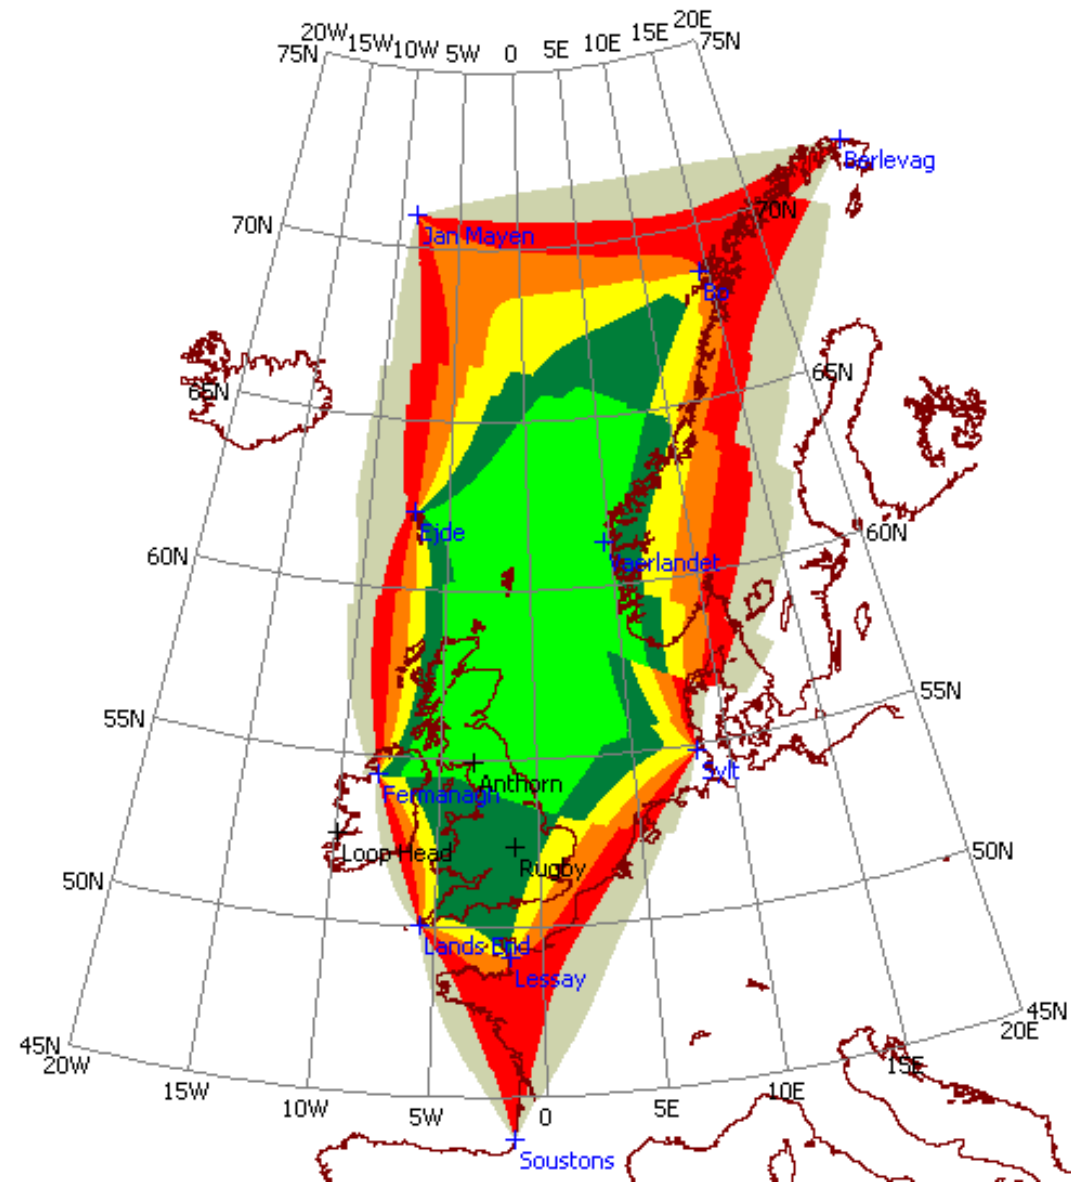 20W 15W 10W 5W 0 5E 10E 15E 20E
75N 75N
Berlevag
70N 70N
Jan Mayen
Bo
65N 65N
Ejde
60N 60N
Vaerlandet
55N 55N
Sylt
Anthorn
Fermanagh
Loop Head
Rugby
50N 50N
Lands End
Lessay
45N 45N
20W 15W 10W 5W 0 5E 10E 15E 20E
Soustons